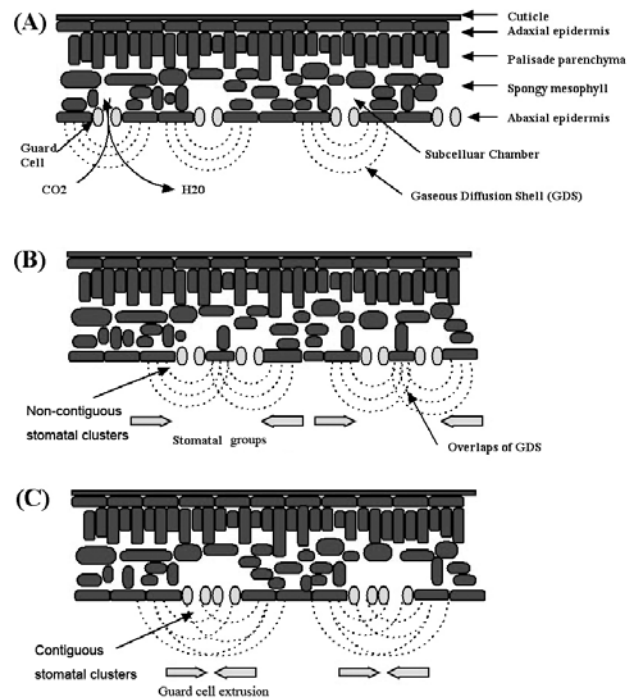 (A)
Cuticle
Adaxial epidermis
Palisade parenchyma
Spongy mesophyll
Abaxial epidermis
Guard
Cell
Subcelluar Chamber
CO2
H20
Gaseous Diffusion Shell (GDS)
(B)
Non-contiguous
stomatal clusters
Stomatal groups
Overlaps of GDS
(C)
Contiguous
stomatal clusters
Guard cell extrusion